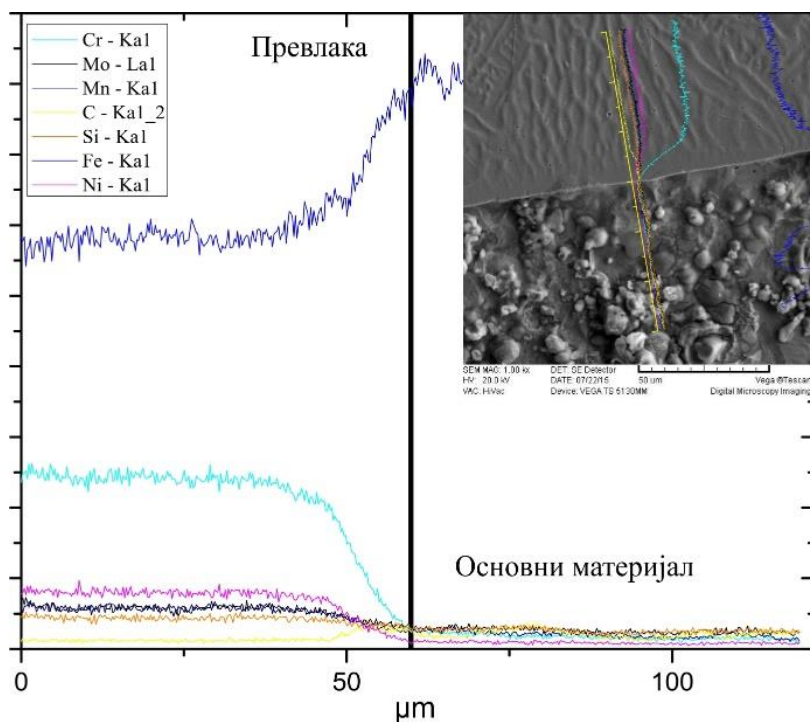 Cr - Ka1
Mo - La1
Mn - Ka1
C - Ka1_2
Si - Ka1
Fe - Ka1
Ni - Ka1
Превлака
SEM MAG: 1.00 kx DET: SE Detector
HV: 20.0 kV DATE: 07/22/15 50 um Vega ©Tescan
VAC: HiVac Device: VEGA TS 5130MM Digital Microscopy Imaging
Основни материјал
0 50 100
µm